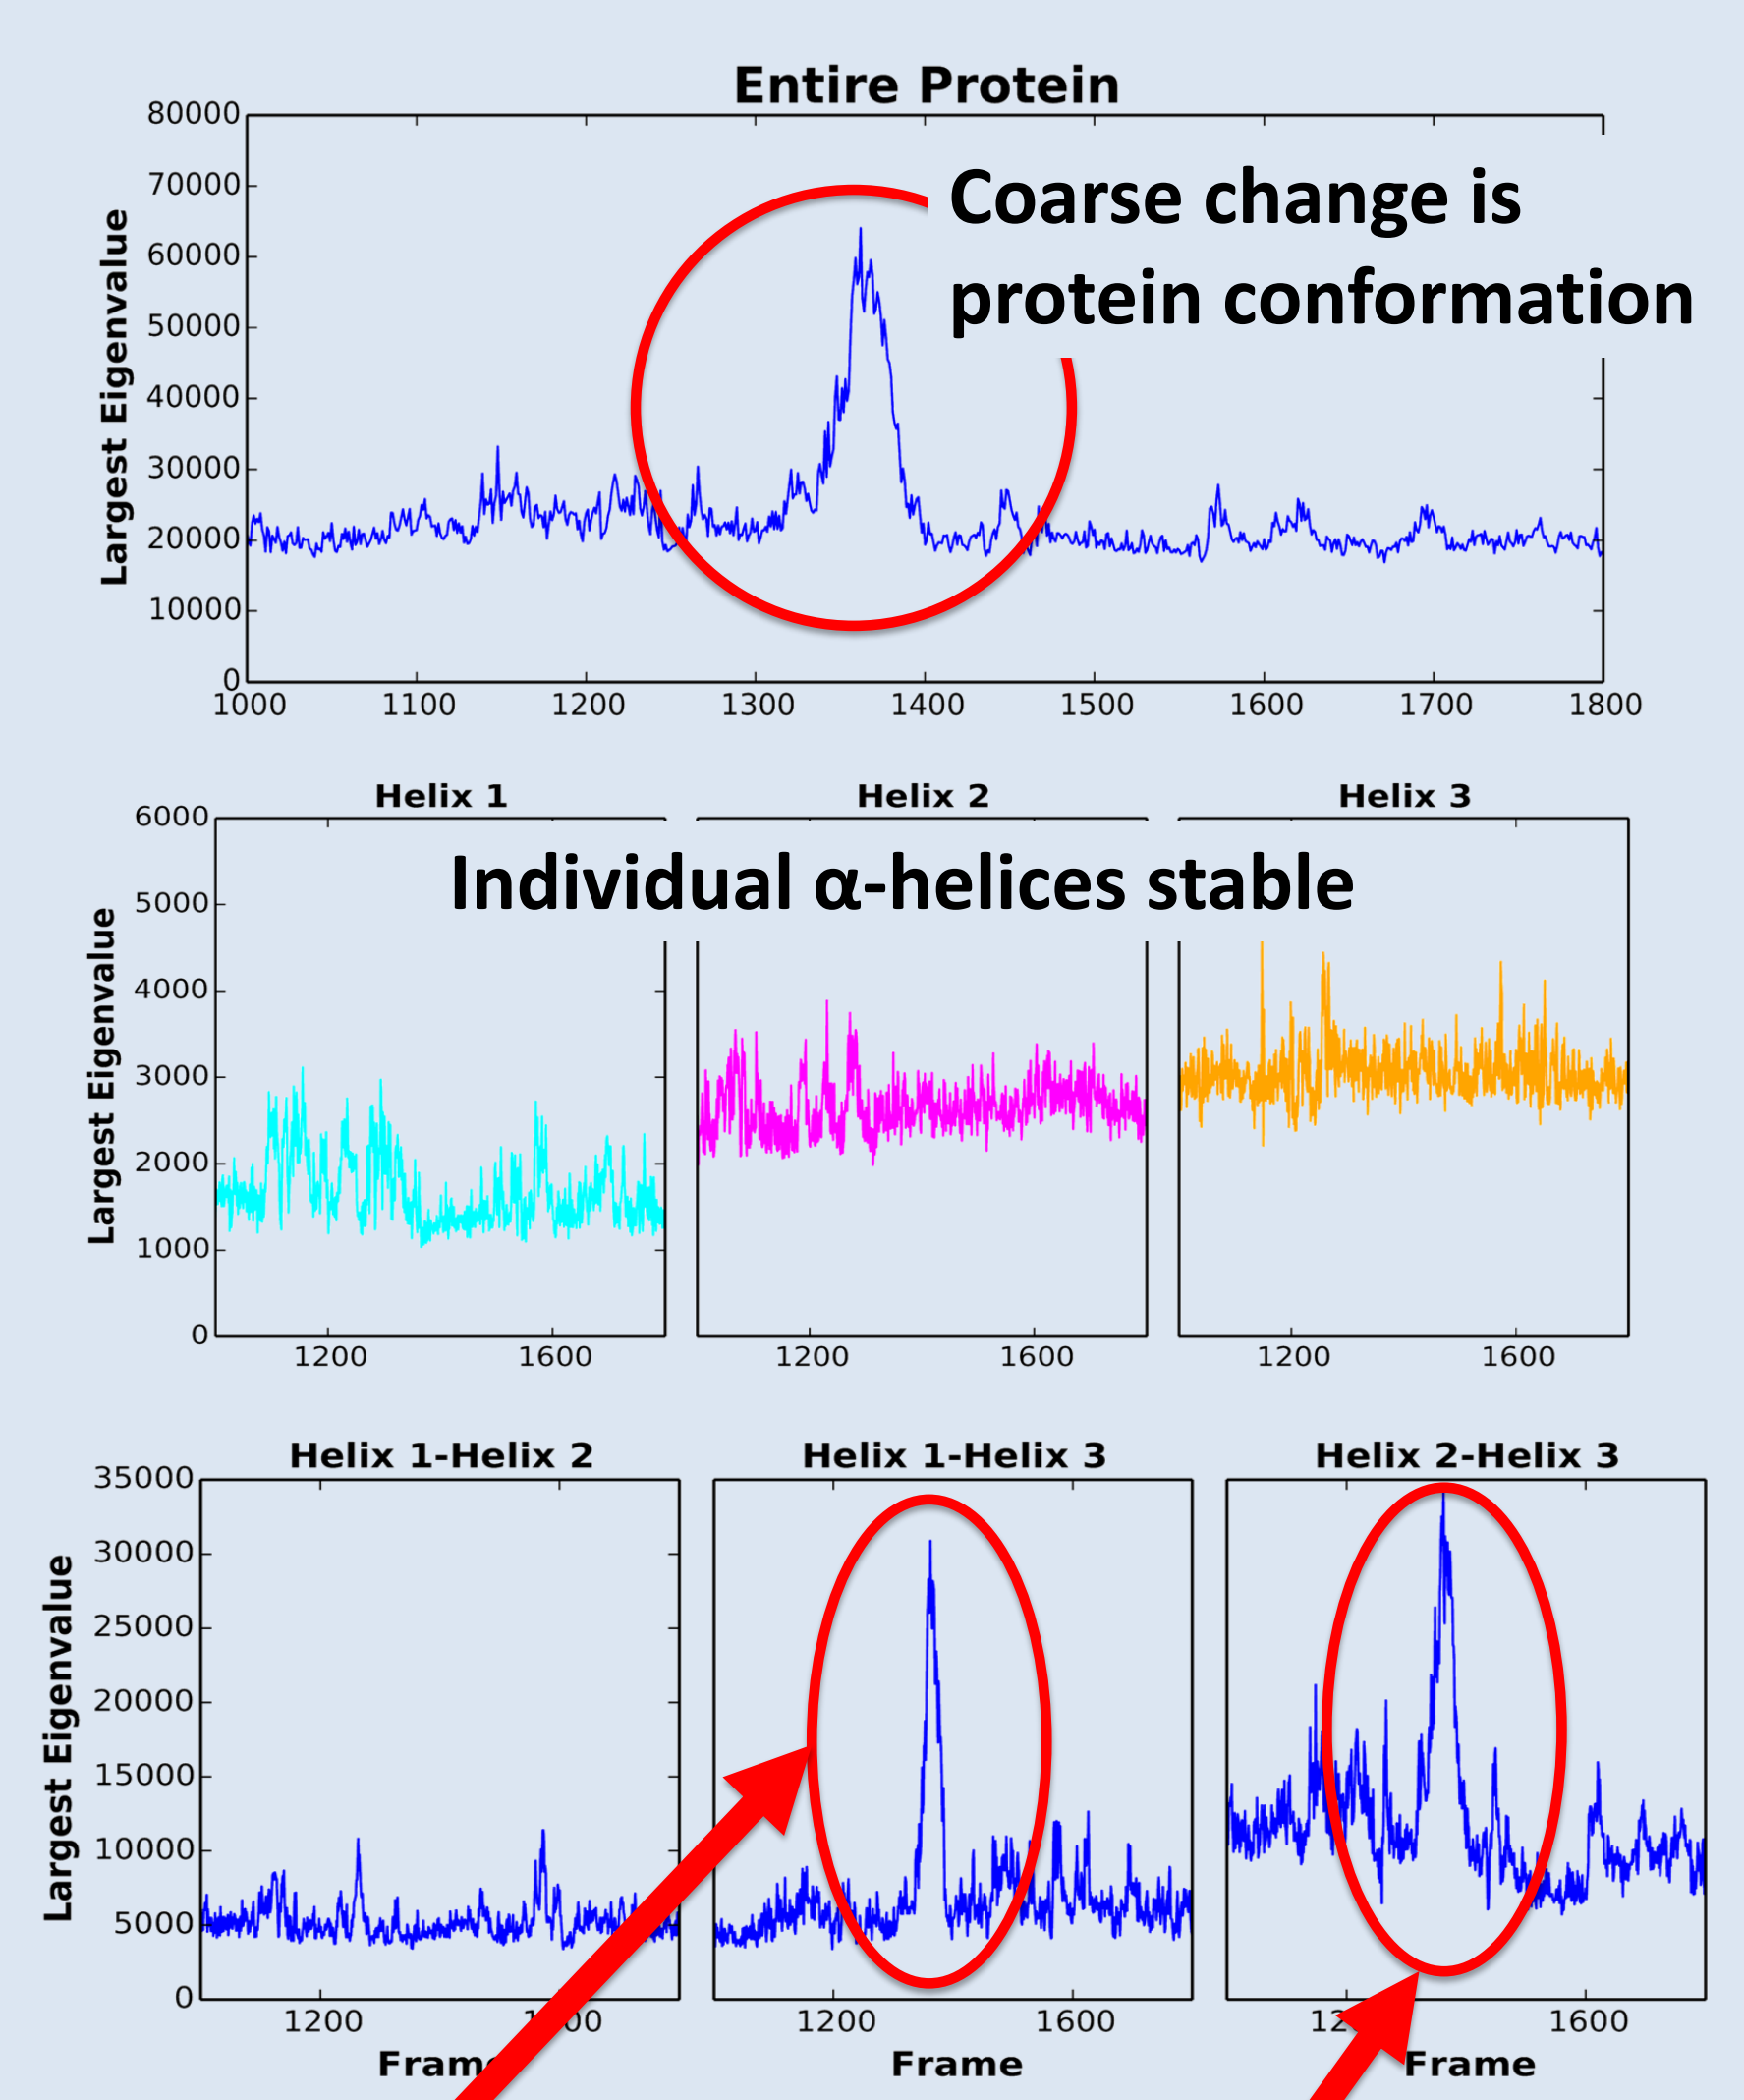 Entire Protein
80000
70000
60000
50000
40000
30000
20000
10000
0
Largest Eigenvalue
Coarse change is
protein conformation
1000 1100 1200 1300 1400 1500 1600 1700 1800
Helix 1 Helix 2 Helix 3
6000
5000
4000
3000
2000
1000
0
Largest Eigenvalue
Individual α-helices stable
1200 1600 1200 1600 1200 1600
Helix 1-Helix 2 Helix 1-Helix 3 Helix 2-Helix 3
35000
30000
25000
20000
15000
10000
5000
0
Largest Eigenvalue
1200 1200 1600 1600
Frame Frame Frame